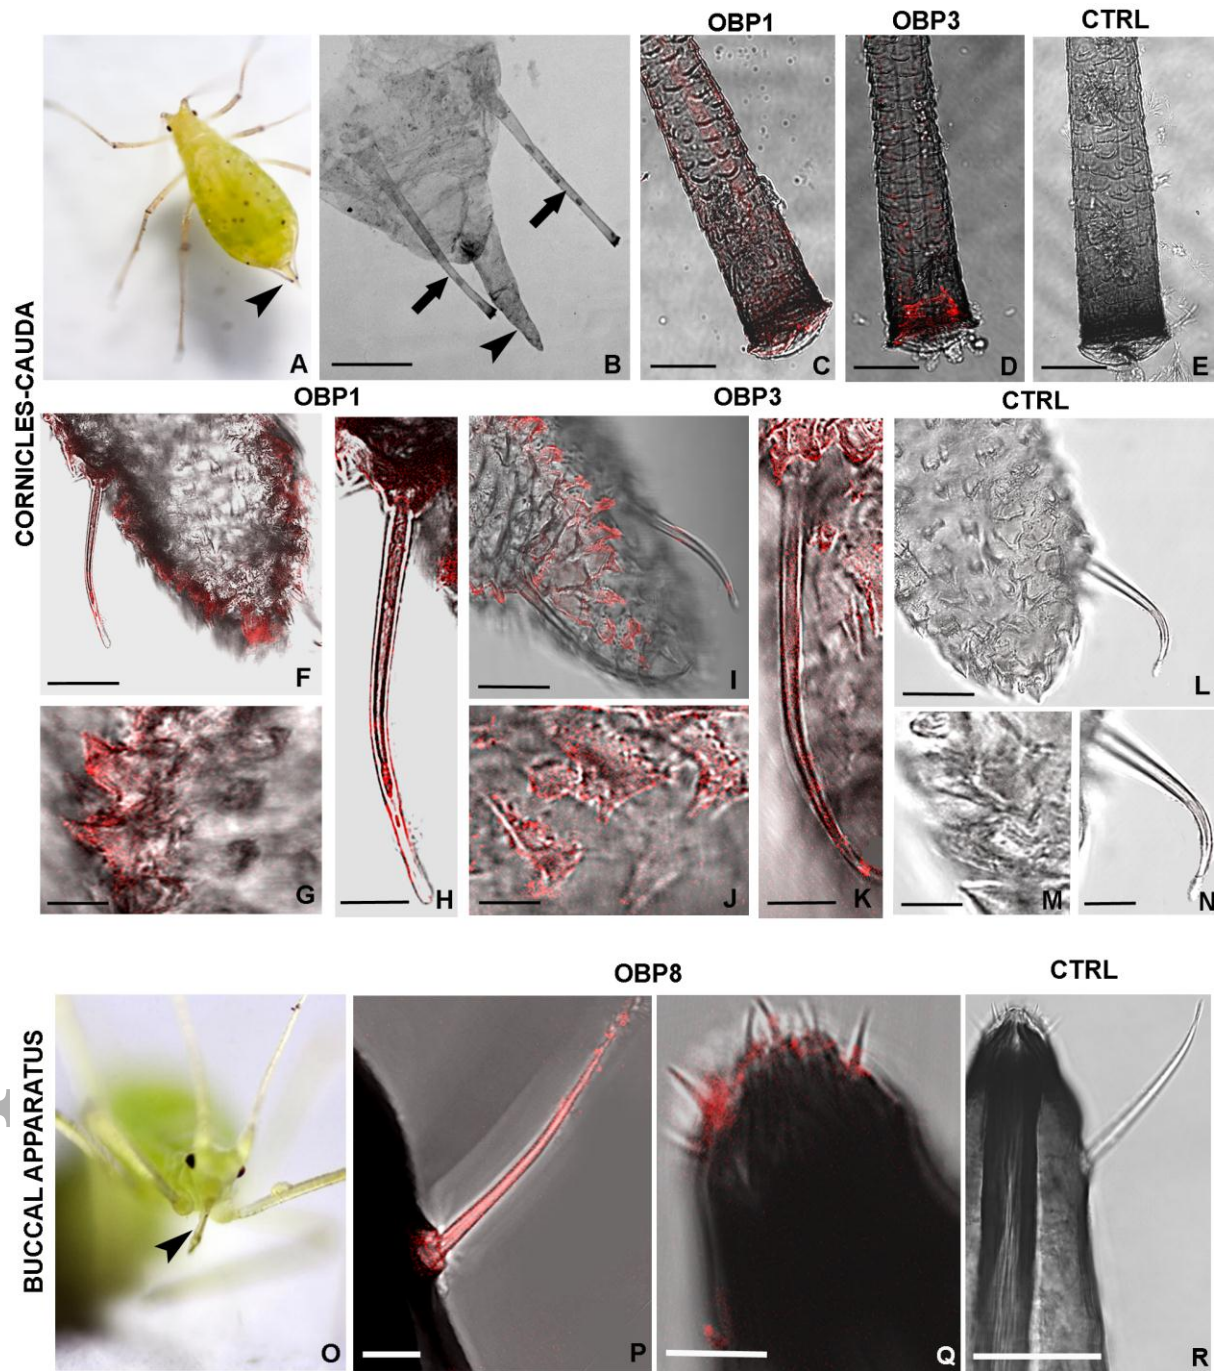 OBP1 OBP3 CTRL
CORNICLES-CAUDA
A B C D E
OBP1 OBP3 CTRL
F H I K L
G J M N
OBP8 CTRL
BUCCAL APPARATUS
O P Q R